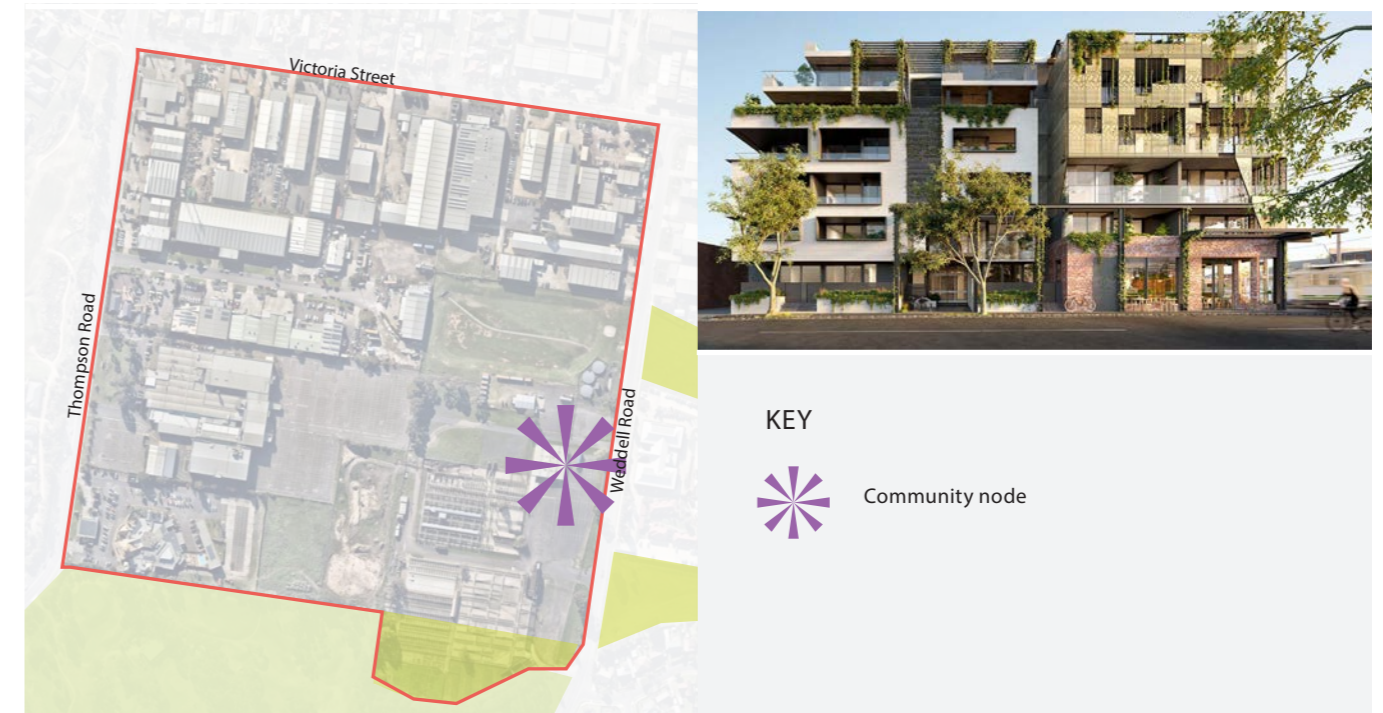 Victoria Street
Thompson Road
Weddell Road
KEY
Community node